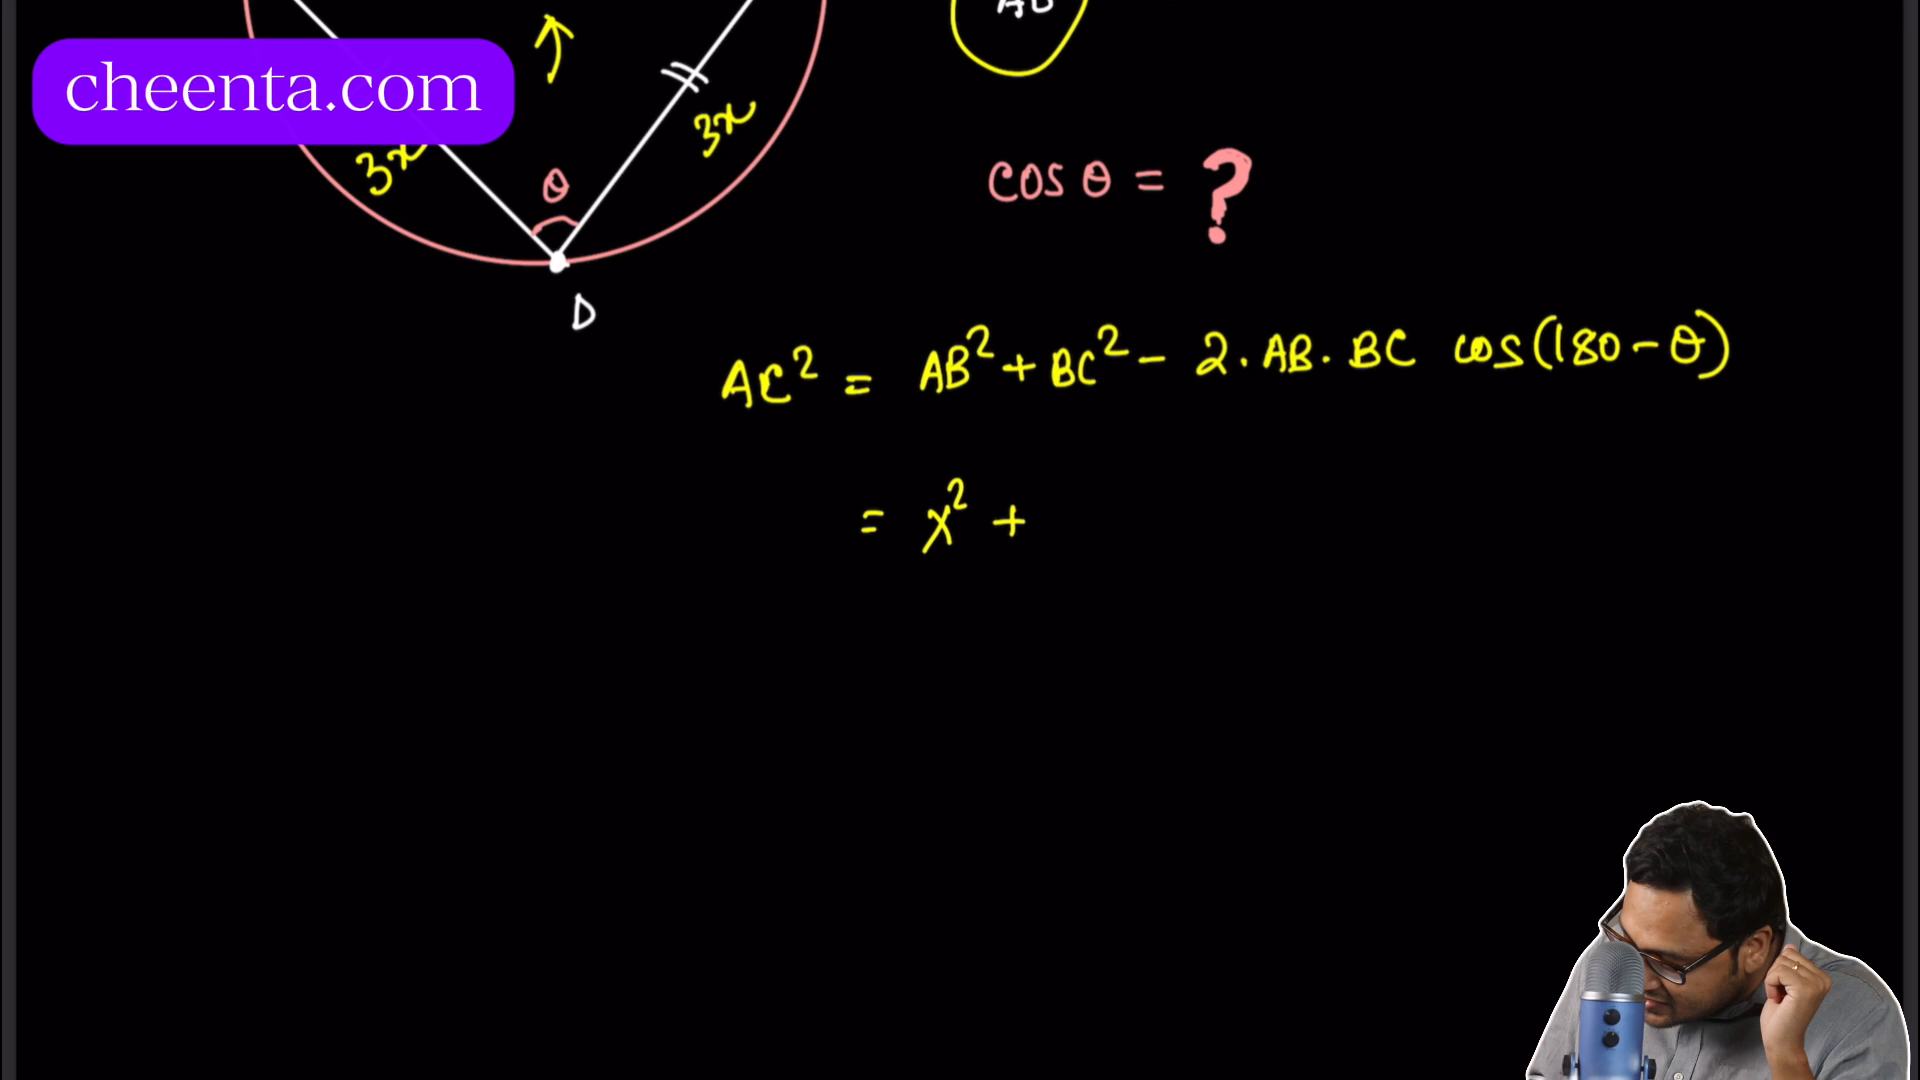 cheenta.com
3x
3x
θ
cos θ = ?
D
AC² = AB² + BC² - 2 . AB . BC cos(180 - θ)
= x² +